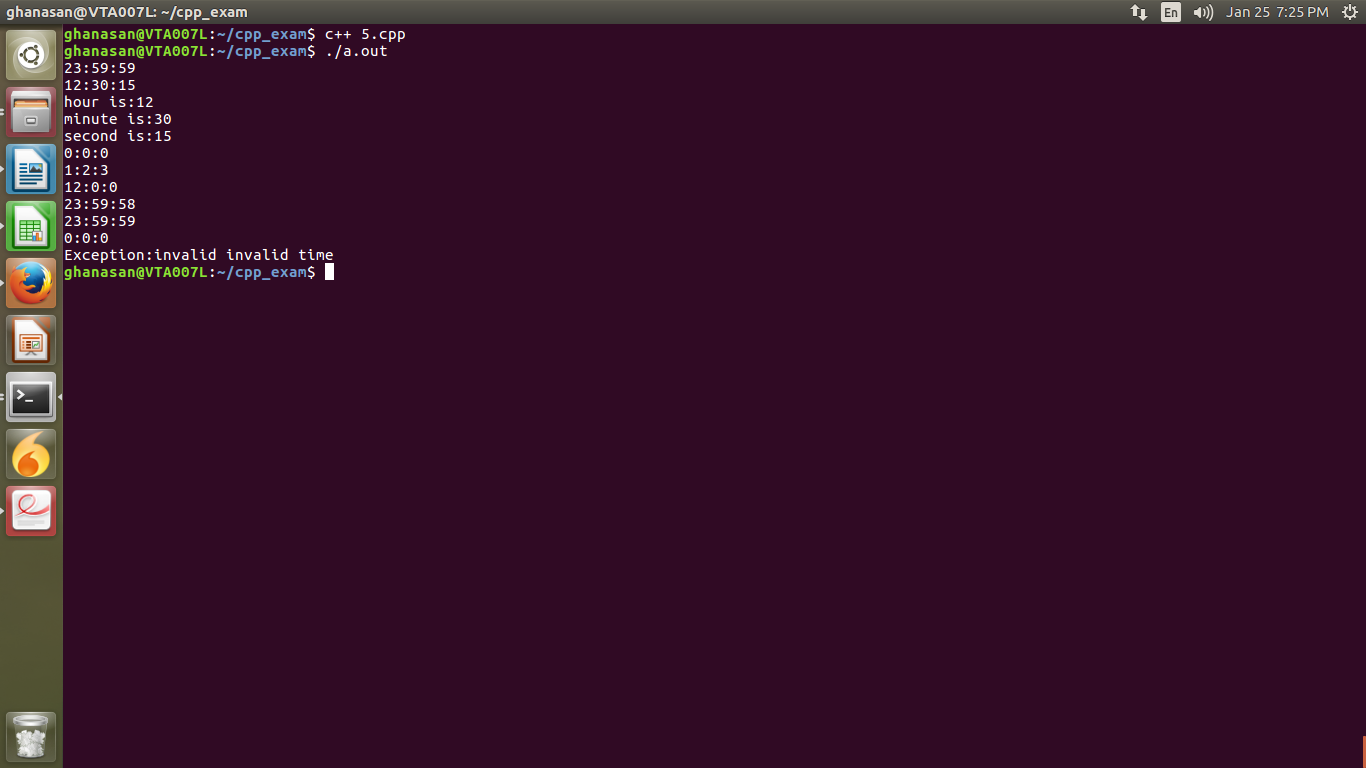 ghanasan@VTA007L: ~/cpp_exam
En
Jan 25 7:25 PM
ghanasan@VTA007L:~/cpp_exam$ c++ 5.cpp
ghanasan@VTA007L:~/cpp_exam$ ./a.out
23:59:59
12:30:15
hour is:12
minute is:30
second is:15
0:0:0
1:2:3
12:0:0
23:59:58
23:59:59
0:0:0
Exception:invalid invalid time
ghanasan@VTA007L:~/cpp_exam$